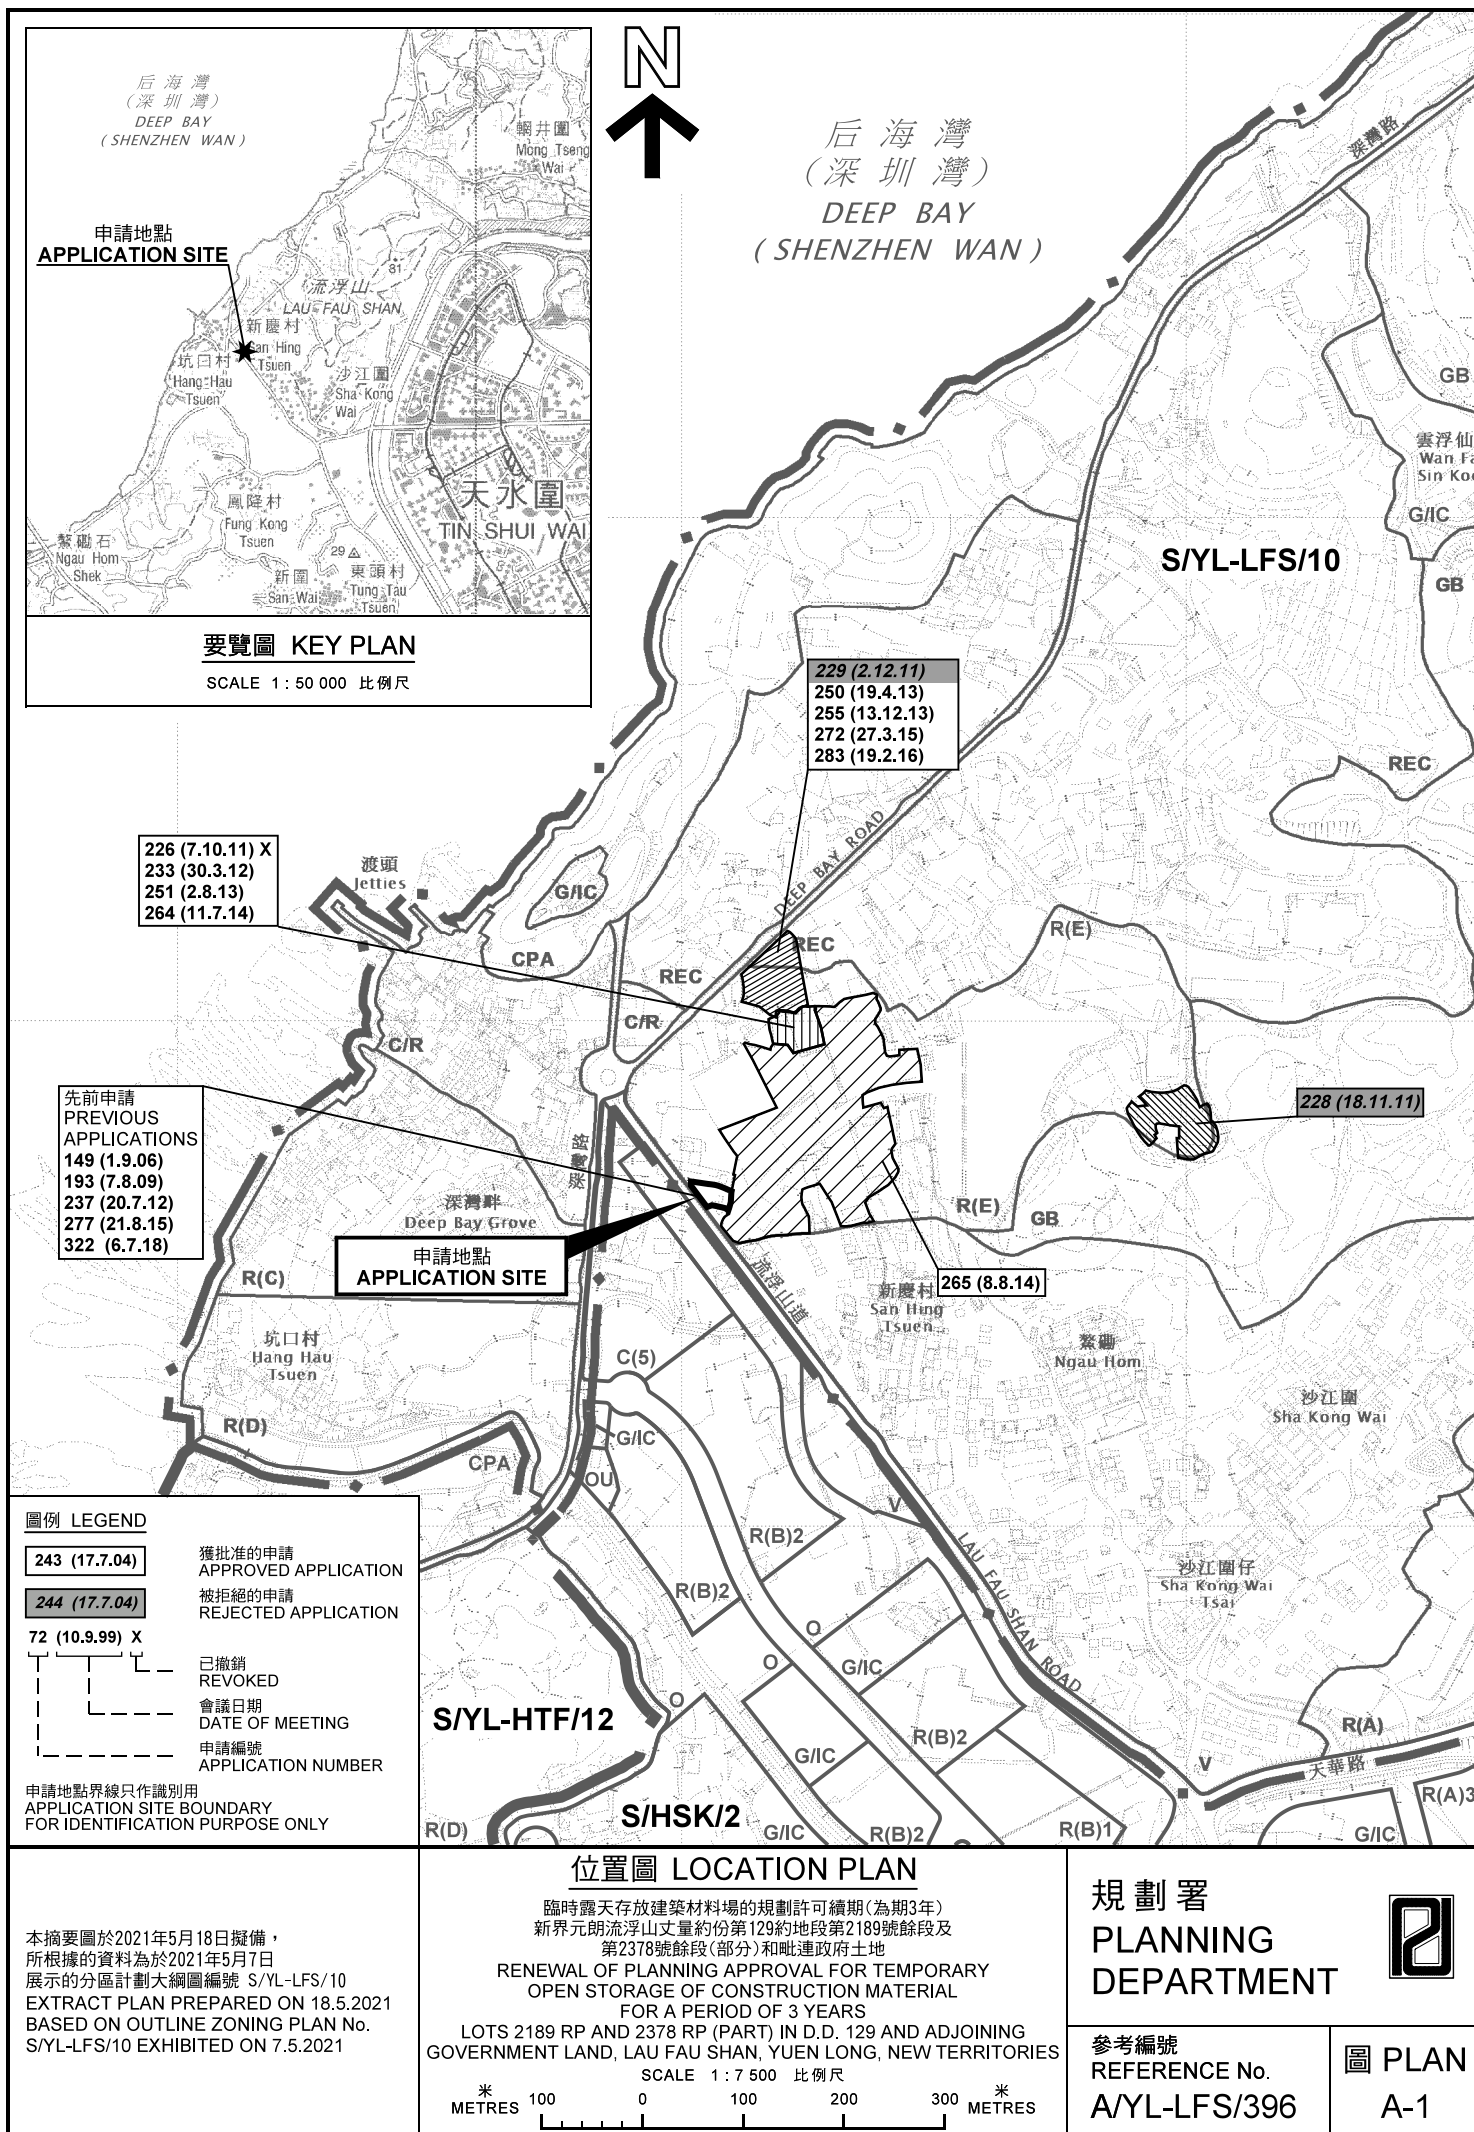 后海灣
(深圳灣)
DEEP BAY
(SHENZHEN WAN)
輞井圍
Mong Tseng
Wai
申請地點
APPLICATION SITE
81
流浮山
LAU FAU SHAN
新慶村
San Hing
Tsuen
坑口村
Hang Hau
Tsuen
沙江圍
Sha Kong
Wai
天水圍
TIN SHUI WAI
鳳降村
Fung Kong
Tsuen
鰲磡石
Ngau Hom
Shek
29
新圍
San Wai
東頭村
Tung Tau
Tsuen
要覽圖 KEY PLAN
SCALE 1 : 50 000 比例尺
N
后海灣
(深圳灣)
DEEP BAY
(SHENZHEN WAN)
深灣路
GB
雲浮仙
Wan Fa
Sin Koo
G/IC
S/YL-LFS/10
GB
229 (2.12.11)
250 (19.4.13)
255 (13.12.13)
272 (27.3.15)
283 (19.2.16)
REC
DEEP BAY ROAD
226 (7.10.11) X
233 (30.3.12)
251 (2.8.13)
264 (11.7.14)
渡頭
Jetties
G/IC
CPA
REC
REC
R(E)
C/R
C/R
先前申請
PREVIOUS
APPLICATIONS
149 (1.9.06)
193 (7.8.09)
237 (20.7.12)
277 (21.8.15)
322 (6.7.18)
228 (18.11.11)
深灣路
深灣畔
Deep Bay Grove
R(E)
GB
申請地點
APPLICATION SITE
R(C)
流浮山道
新慶村
San Hing
Tsuen
265 (8.8.14)
坑口村
Hang Hau
Tsuen
C(5)
鰲磡
Ngau Hom
沙江圍
Sha Kong Wai
R(D)
G/IC
CPA
OU
V
R(B)2
LAU FAU SHAN ROAD
沙江圍仔
Sha Kong Wai
Tsai
R(B)2
O
O
G/IC
O
S/YL-HTF/12
R(B)2
G/IC
R(A)
V
天華路
R(A)3
S/HSK/2
R(D)
G/IC
R(B)2
R(B)1
G/IC
圖例 LEGEND
243 (17.7.04)
獲批准的申請
APPROVED APPLICATION
244 (17.7.04)
被拒絕的申請
REJECTED APPLICATION
72 (10.9.99) X
已撤銷
REVOKED
會議日期
DATE OF MEETING
申請編號
APPLICATION NUMBER
申請地點界線只作識別用
APPLICATION SITE BOUNDARY
FOR IDENTIFICATION PURPOSE ONLY
本摘要圖於2021年5月18日擬備，
所根據的資料為於2021年5月7日
展示的分區計劃大綱圖編號 S/YL-LFS/10
EXTRACT PLAN PREPARED ON 18.5.2021
BASED ON OUTLINE ZONING PLAN No.
S/YL-LFS/10 EXHIBITED ON 7.5.2021
位置圖 LOCATION PLAN
臨時露天存放建築材料場的規劃許可續期(為期3年)
新界元朗流浮山丈量約份第129約地段第2189號餘段及
第2378號餘段(部分)和毗連政府土地
RENEWAL OF PLANNING APPROVAL FOR TEMPORARY
OPEN STORAGE OF CONSTRUCTION MATERIAL
FOR A PERIOD OF 3 YEARS
LOTS 2189 RP AND 2378 RP (PART) IN D.D. 129 AND ADJOINING
GOVERNMENT LAND, LAU FAU SHAN, YUEN LONG, NEW TERRITORIES
SCALE 1 : 7 500 比例尺
米 METRES 100 0 100 200 300 米 METRES
規劃署
PLANNING
DEPARTMENT
參考編號
REFERENCE No.
A/YL-LFS/396
圖 PLAN
A-1